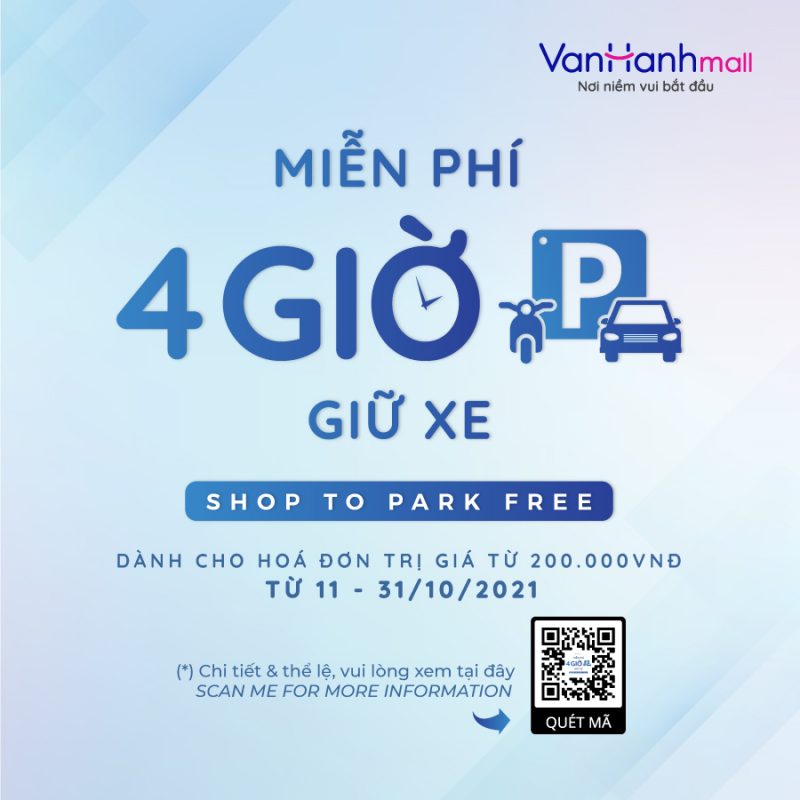 VanHanhmall
Nơi niềm vui bắt đầu
MIỄN PHÍ
4 GIỜ
P
GIỮ XE
SHOP TO PARK FREE
DÀNH CHO HOÁ ĐƠN TRỊ GIÁ TỪ 200.000VNĐ
TỪ 11 - 31/10/2021
(*) Chi tiết & thể lệ, vui lòng xem tại đây
SCAN ME FOR MORE INFORMATION
4 GIỜ
QUÉT MÃ